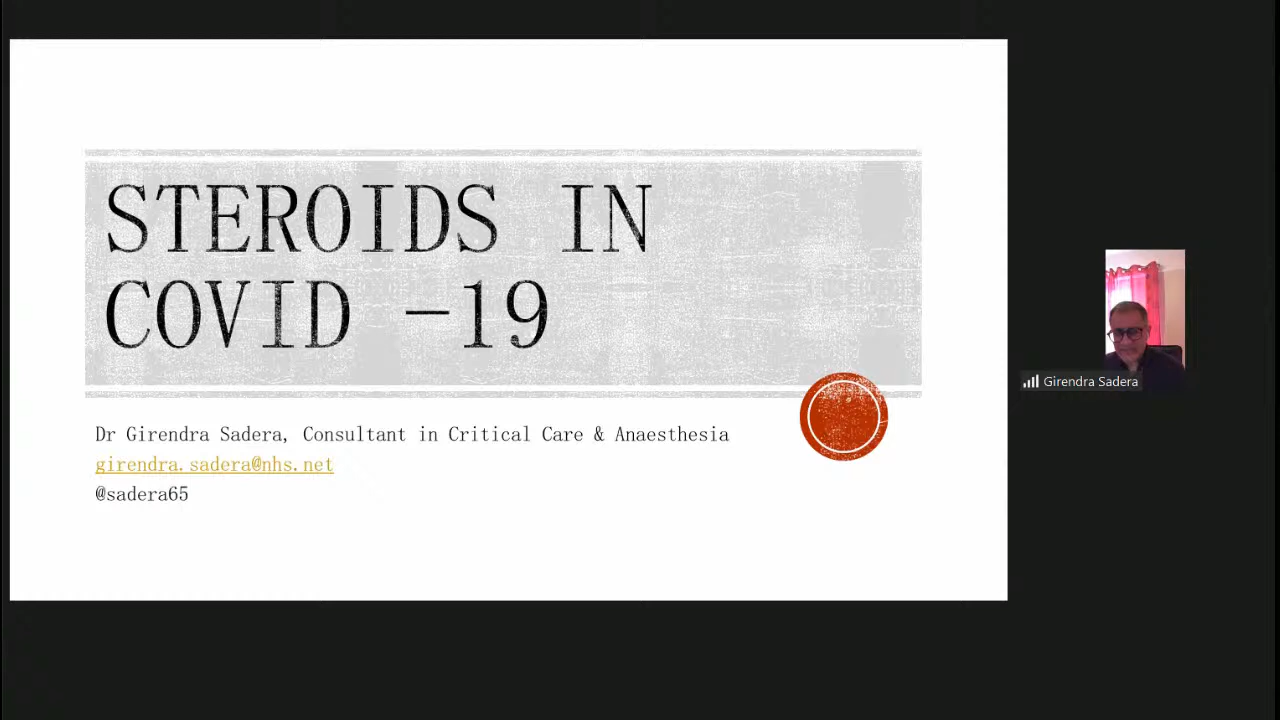 STEROIDS IN
COVID -19
Dr Girendra Sadera, Consultant in Critical Care & Anaesthesia
girendra.sadera@nhs.net
@sadera65
Girendra Sadera